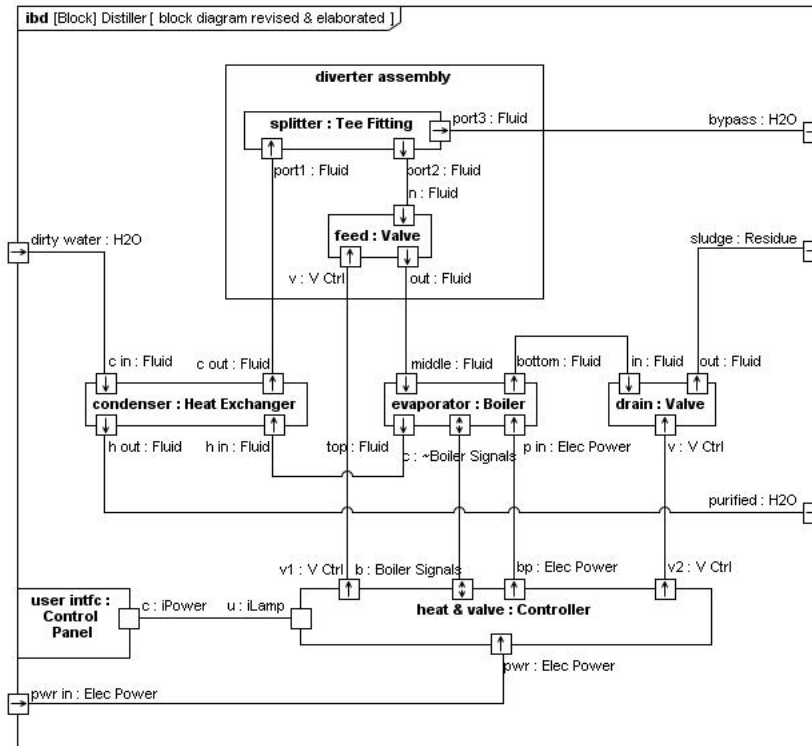 ibd [Block] Distiller [ block diagram revised & elaborated ]
diverter assembly
splitter : Tee Fitting
port3 : Fluid
bypass : H2O
port1 : Fluid
port2 : Fluid
in : Fluid
dirty water : H2O
feed : Valve
sludge : Residue
v : V Ctrl
out : Fluid
c in : Fluid
c out : Fluid
middle : Fluid
bottom : Fluid
in : Fluid
out : Fluid
condenser : Heat Exchanger
evaporator : Boiler
drain : Valve
h out : Fluid
h in : Fluid
top : Fluid
c : ~Boiler Signals
p in : Elec Power
v : V Ctrl
purified : H2O
v1 : V Ctrl
b : Boiler Signals
bp : Elec Power
v2 : V Ctrl
user intfc :
Control
Panel
c : iPower
u : iLamp
heat & valve : Controller
pwr : Elec Power
pwr in : Elec Power